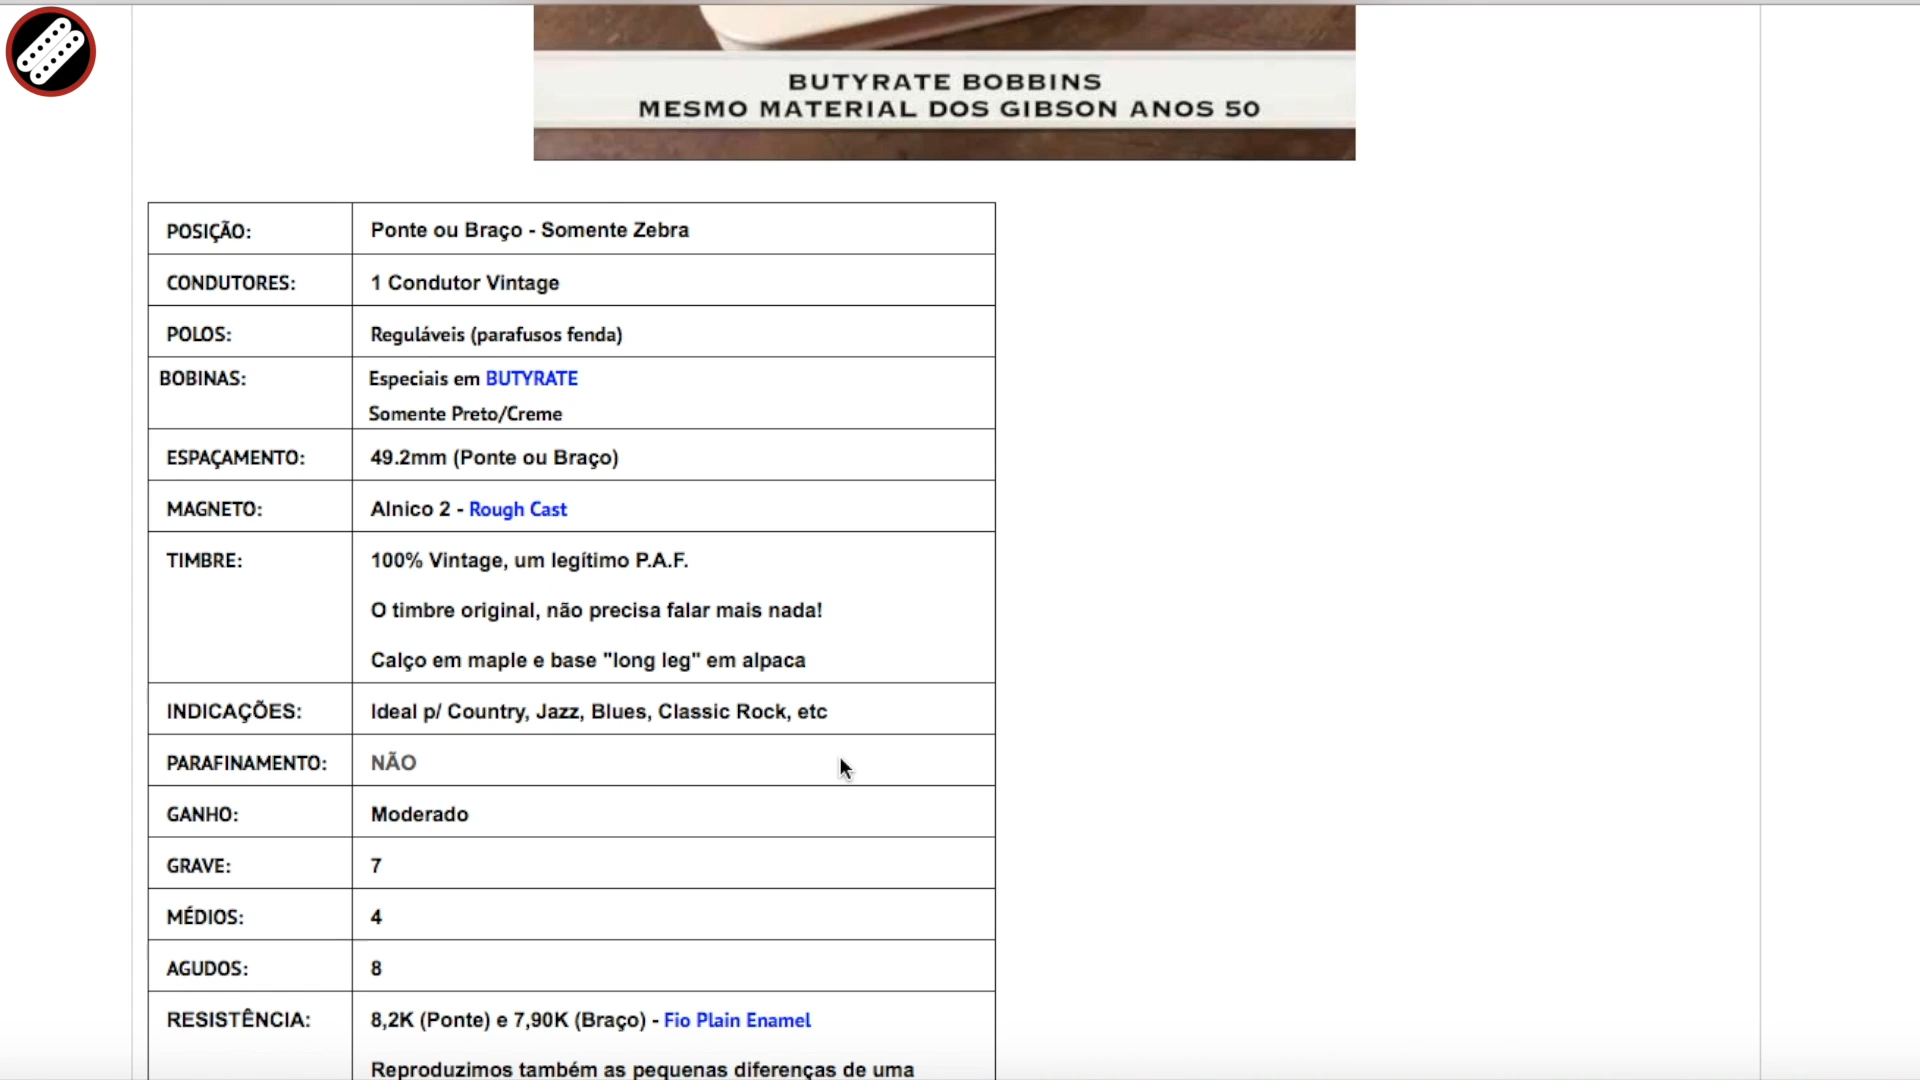 BUTYRATE BOBBINS
MESMO MATERIAL DOS GIBSON ANOS 50
POSIÇÃO: Ponte ou Braço - Somente Zebra
CONDUTORES: 1 Condutor Vintage
POLOS: Reguláveis (parafusos fenda)
BOBINAS: Especiais em BUTYRATE
Somente Preto/Creme
ESPAÇAMENTO: 49.2mm (Ponte ou Braço)
MAGNETO: Alnico 2 - Rough Cast
TIMBRE: 100% Vintage, um legítimo P.A.F.
O timbre original, não precisa falar mais nada!
Calço em maple e base "long leg" em alpaca
INDICAÇÕES: Ideal p/ Country, Jazz, Blues, Classic Rock, etc
PARAFINAMENTO: NÃO
GANHO: Moderado
GRAVE: 7
MÉDIOS: 4
AGUDOS: 8
RESISTÊNCIA: 8,2K (Ponte) e 7,90K (Braço) - Fio Plain Enamel
Reproduzimos também as pequenas diferenças de uma